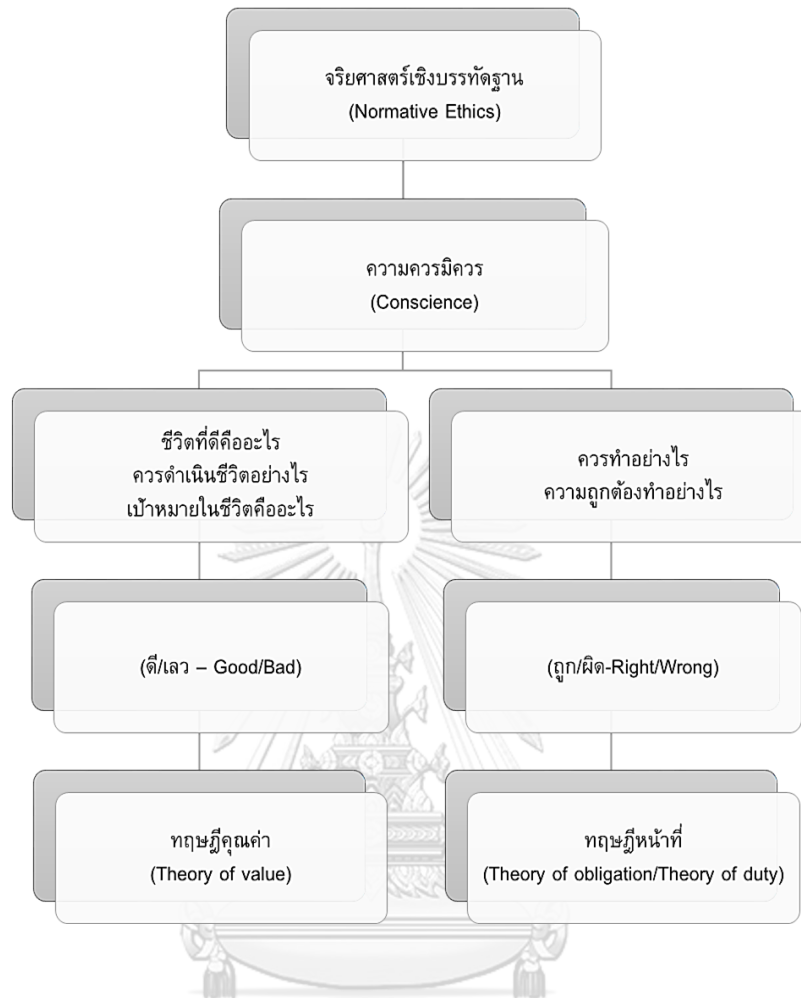 จริยศาสตร์เชิงบรรทัดฐาน
(Normative Ethics)
ความควรมิควร
(Conscience)
ชีวิตที่ดีคืออะไร
ควรดำเนินชีวิตอย่างไร
เป้าหมายในชีวิตคืออะไร
ควรทำอย่างไร
ความถูกต้องทำอย่างไร
(ดี/เลว – Good/Bad)
(ถูก/ผิด-Right/Wrong)
ทฤษฎีคุณค่า
(Theory of value)
ทฤษฎีหน้าที่
(Theory of obligation/Theory of duty)